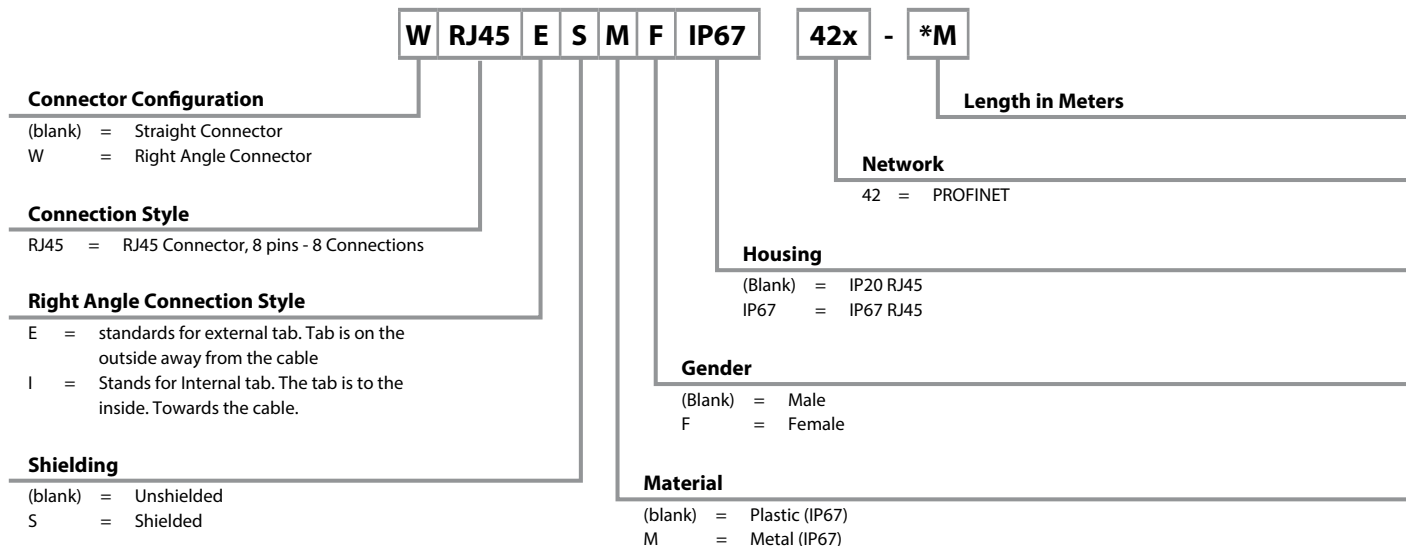 W RJ45 E S M F IP67 42x - *M
Connector Configuration
(blank) = Straight Connector
W = Right Angle Connector
Connection Style
RJ45 = RJ45 Connector, 8 pins - 8 Connections
Right Angle Connection Style
E = standards for external tab. Tab is on the
outside away from the cable
I = Stands for Internal tab. The tab is to the
inside. Towards the cable.
Shielding
(blank) = Unshielded
S = Shielded
Length in Meters
Network
42 = PROFINET
Housing
(Blank) = IP20 RJ45
IP67 = IP67 RJ45
Gender
(Blank) = Male
F = Female
Material
(blank) = Plastic (IP67)
M = Metal (IP67)